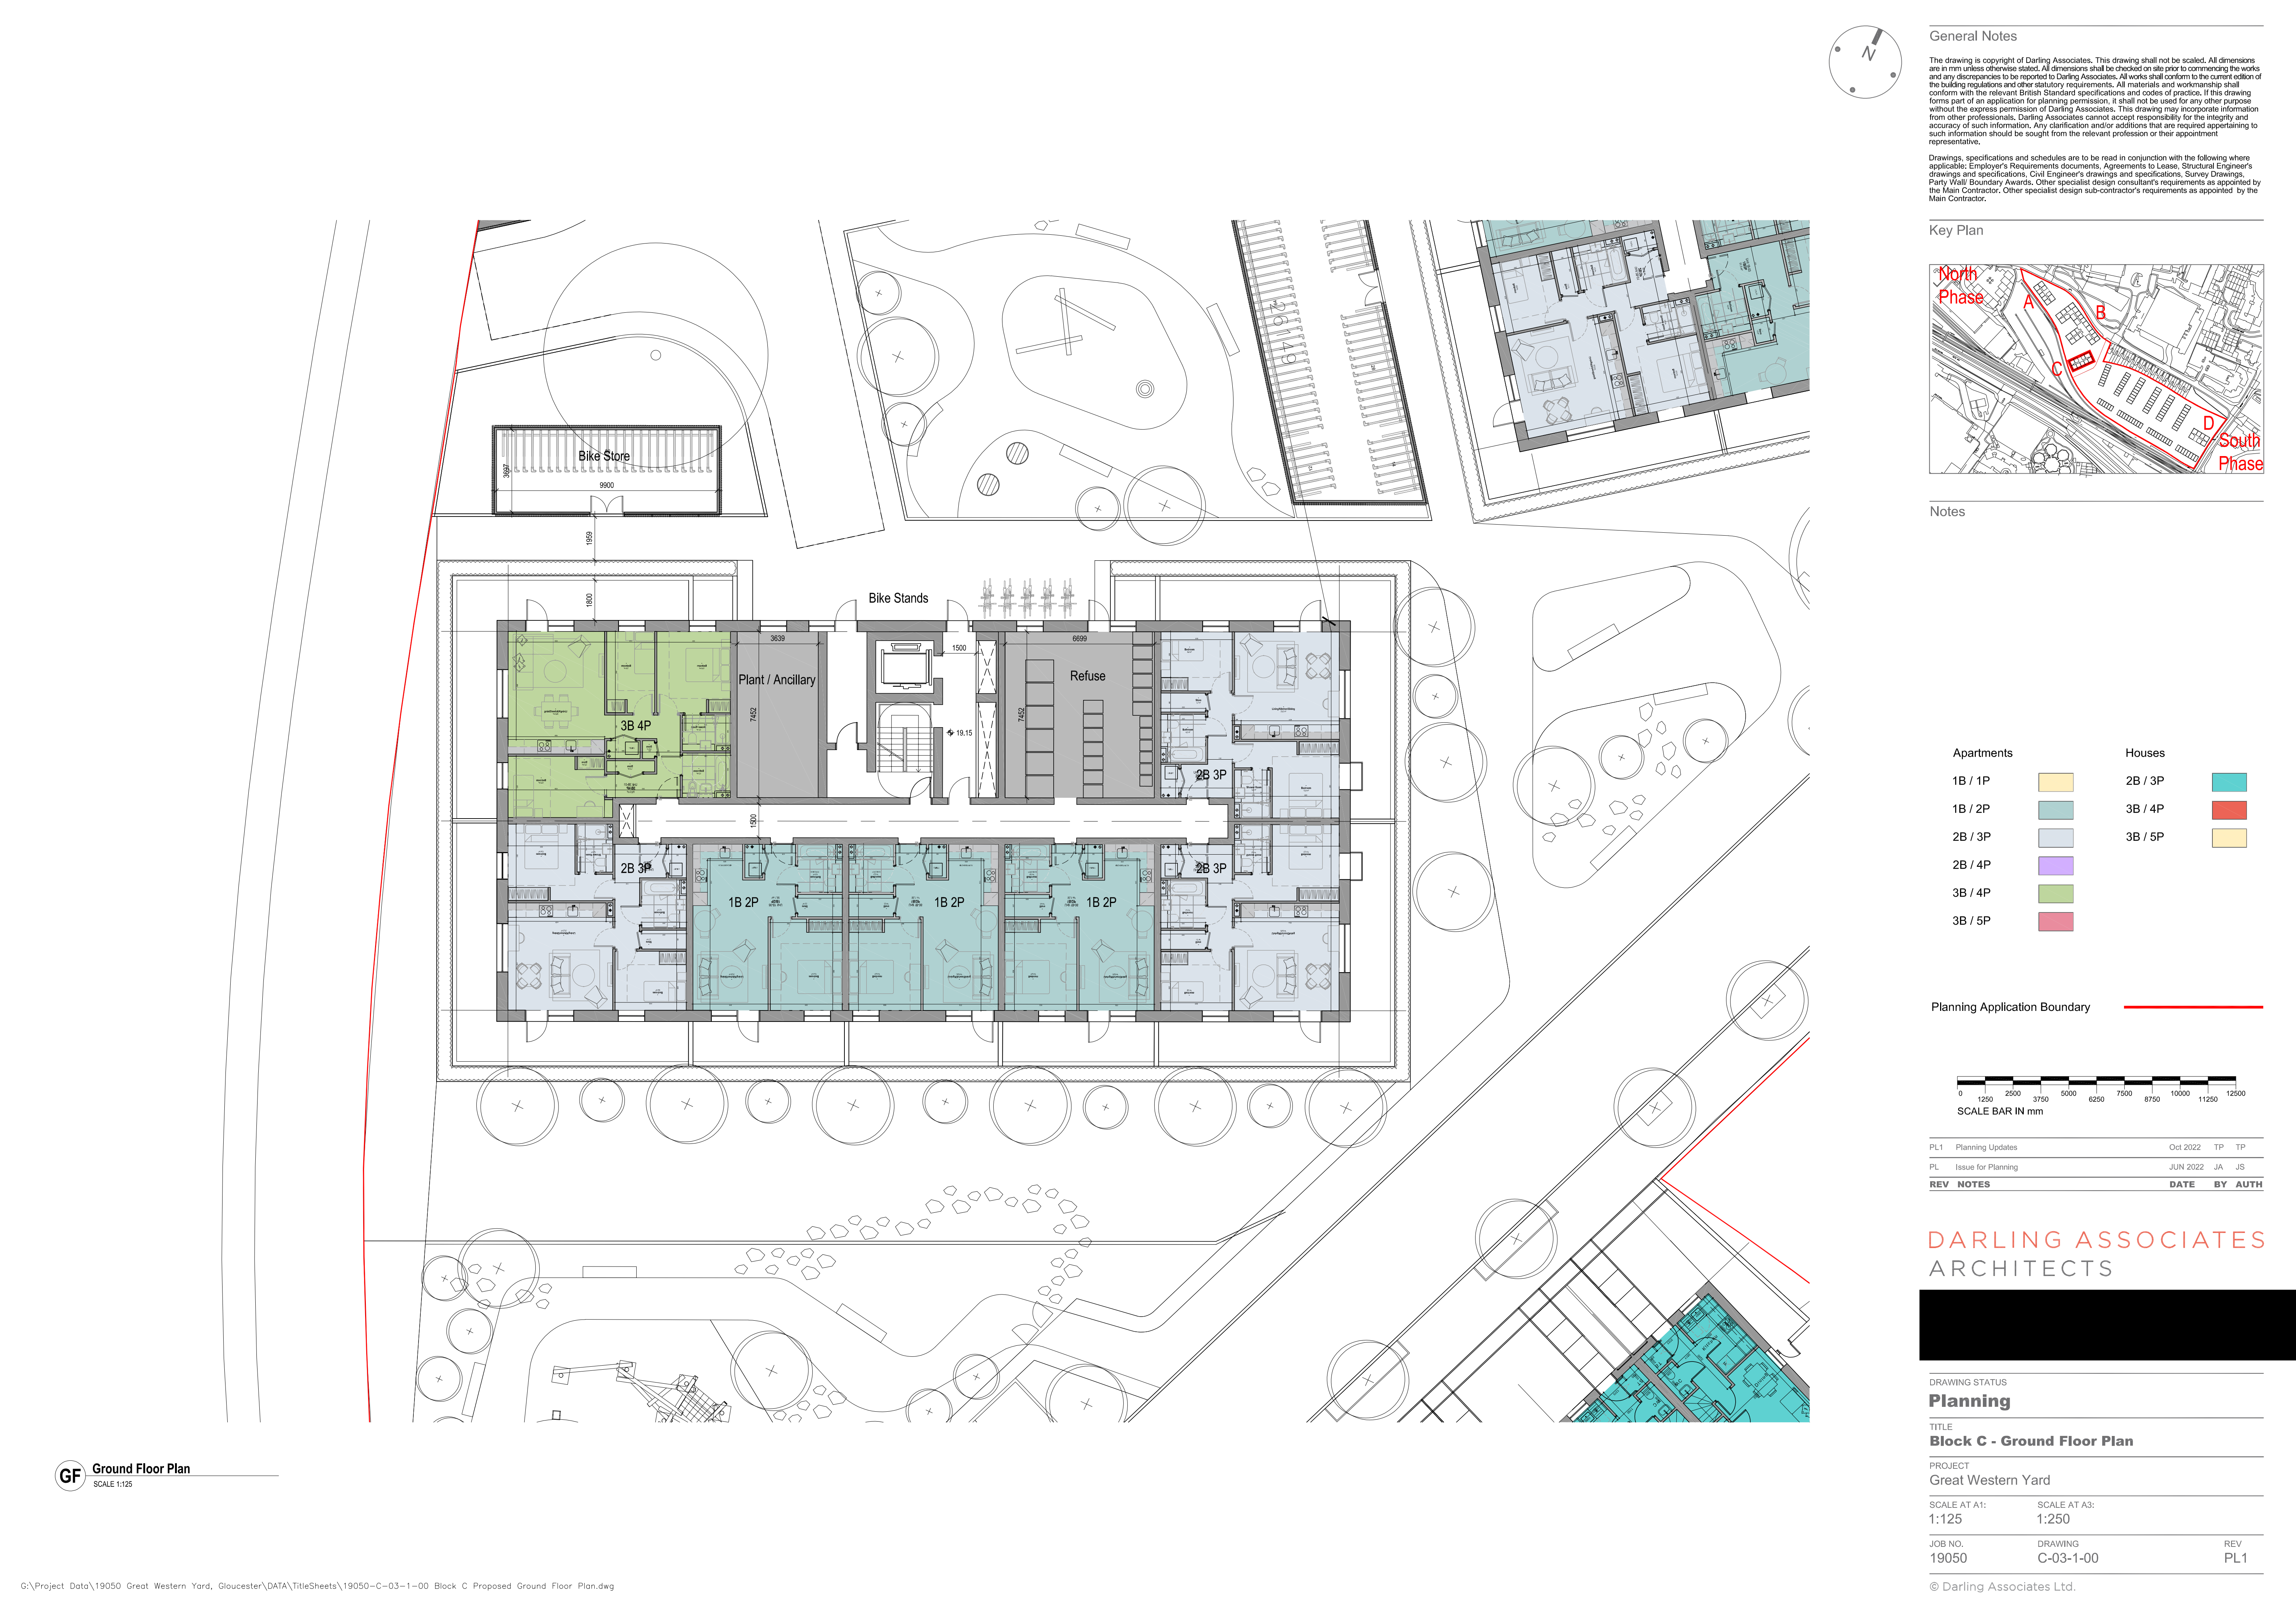 N
General Notes
The drawing is copyright of Darling Associates. This drawing shall not be scaled. All dimensions
are in mm unless otherwise stated. All dimensions shall be checked on site prior to commencing the works
and any discrepancies to be reported to Darling Associates. All works shall conform to the current edition of
the building regulations and other statutory requirements. All materials and workmanship shall
conform with the relevant British Standard specifications and codes of practice. If this drawing
forms part of an application for planning permission, it shall not be used for any other purpose
without the express permission of Darling Associates. This drawing may incorporate information
from other professionals. Darling Associates cannot accept responsibility for the integrity and
accuracy of such information. Any clarification and/or additions that are required appertaining to
such information should be sought from the relevant profession or their appointment
representative.
Drawings, specifications and schedules are to be read in conjunction with the following where
applicable; Employer's Requirements documents, Agreements to Lease, Structural Engineer's
drawings and specifications, Civil Engineer's drawings and specifications, Survey Drawings,
Party Wall/ Boundary Awards. Other specialist design consultant's requirements as appointed by
the Main Contractor. Other specialist design sub-contractor's requirements as appointed by the
Main Contractor.
Key Plan
North
Phase
A
B
C
D
South
Phase
Notes
26149
Bike Store
3697
9900
1959
1800
Bike Stands
3639
1500
6699
Plant / Ancillary
Refuse
7452
7452
19.15
3B 4P
2B 3P
1500
2B 3P
2B 3P
1B 2P
1B 2P
1B 2P
Apartments
Houses
1B / 1P
2B / 3P
1B / 2P
3B / 4P
2B / 3P
3B / 5P
2B / 4P
3B / 4P
3B / 5P
Planning Application Boundary
0
1250
2500
3750
5000
6250
7500
8750
10000
11250
12500
SCALE BAR IN mm
PL1 Planning Updates Oct 2022 TP TP
PL Issue for Planning JUN 2022 JA JS
REV NOTES DATE BY AUTH
DARLING ASSOCIATES
ARCHITECTS
DRAWING STATUS
Planning
TITLE
Block C - Ground Floor Plan
PROJECT
Great Western Yard
SCALE AT A1: SCALE AT A3:
1:125 1:250
JOB NO. DRAWING REV
19050 C-03-1-00 PL1
© Darling Associates Ltd.
GF
Ground Floor Plan
SCALE 1:125
G:\Project Data\19050 Great Western Yard, Gloucester\DATA\TitleSheets\19050-C-03-1-00 Block C Proposed Ground Floor Plan.dwg